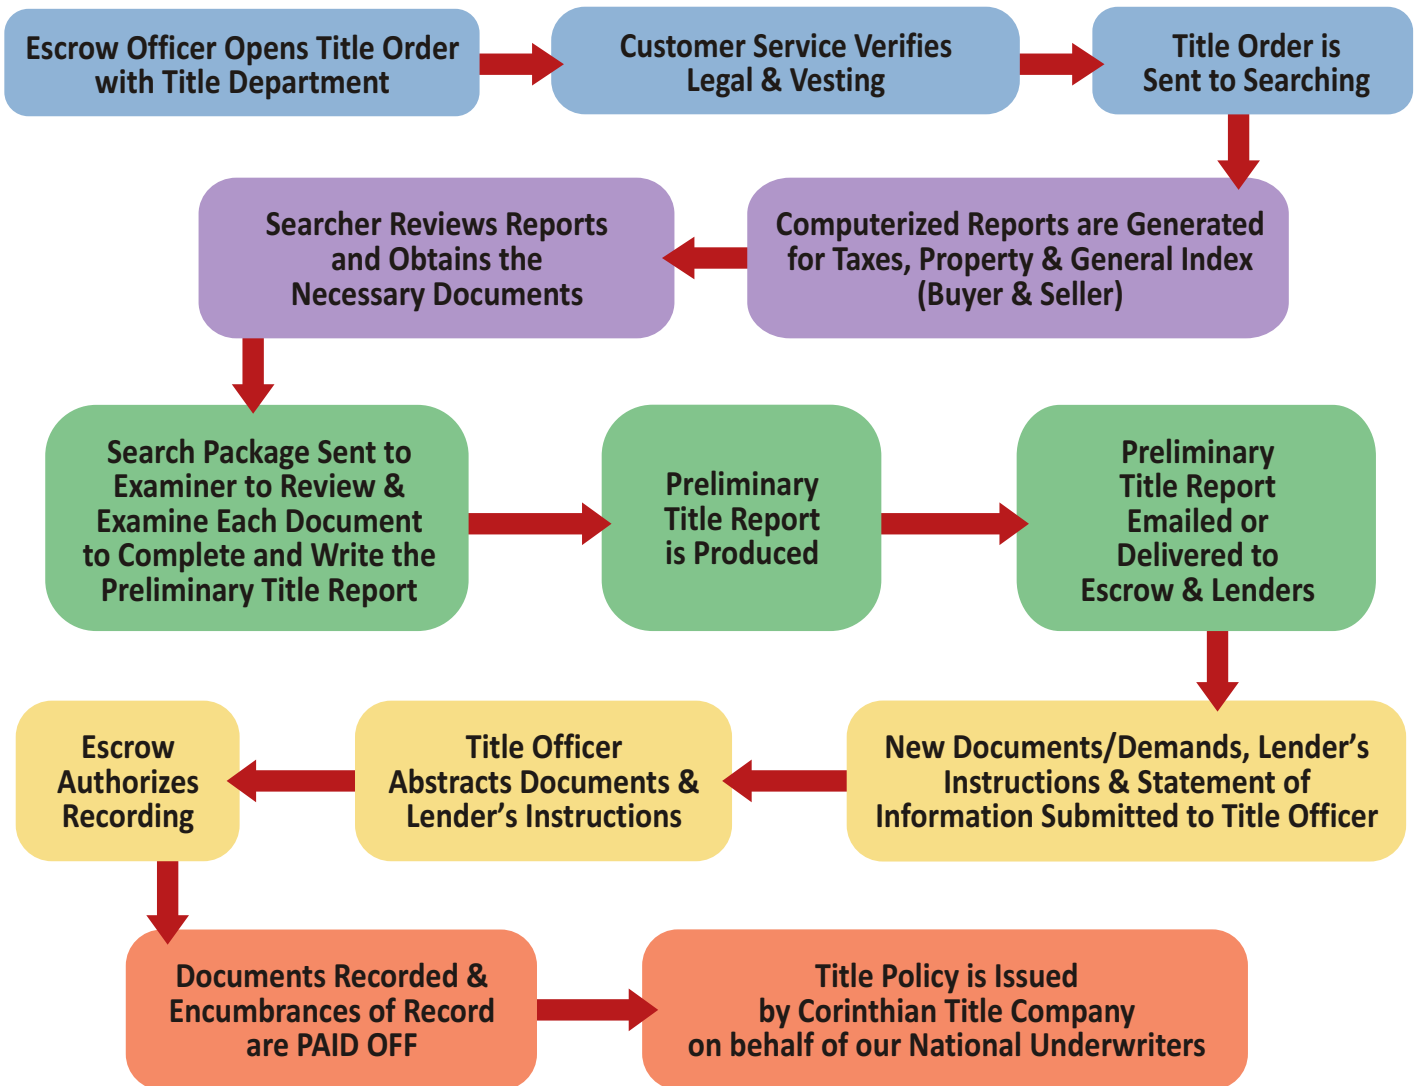 Escrow Officer Opens Title Order
with Title Department
Customer Service Verifies
Legal & Vesting
Title Order is
Sent to Searching
Computerized Reports are Generated
for Taxes, Property & General Index
(Buyer & Seller)
Searcher Reviews Reports
and Obtains the
Necessary Documents
Search Package Sent to
Examiner to Review &
Examine Each Document
to Complete and Write the
Preliminary Title Report
Preliminary
Title Report
is Produced
Preliminary
Title Report
Emailed or
Delivered to
Escrow & Lenders
New Documents/Demands, Lender’s
Instructions & Statement of
Information Submitted to Title Officer
Title Officer
Abstracts Documents &
Lender’s Instructions
Escrow
Authorizes
Recording
Documents Recorded &
Encumbrances of Record
are PAID OFF
Title Policy is Issued
by Corinthian Title Company
on behalf of our National Underwriters